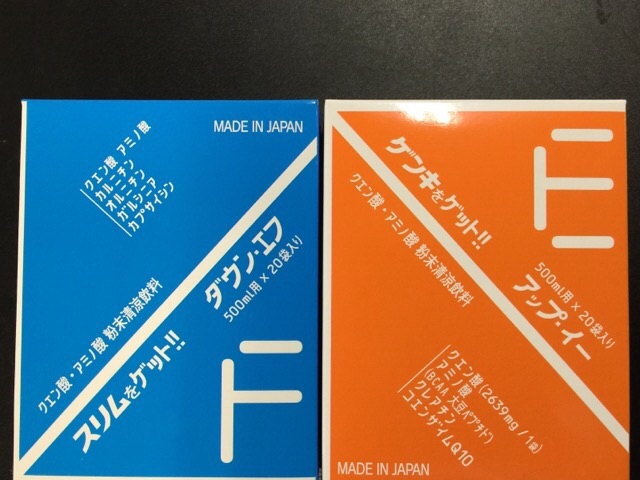 MADE IN JAPAN
クエン酸 アミノ酸
カルニチン
オルニチン
ガルシニア
カプサイシン
クエン酸・アミノ酸 粉末清涼飲料
スリムをゲット!!
ダウン・エフ
500ml用×20袋入り
ゲンキをゲット!!
クエン酸・アミノ酸 粉末清涼飲料
500ml用×20袋入り
アップ・イー
クエン酸(2639mg/1袋)
アミノ酸
(BCAA 大豆ペプチド)
クレアチン
コエンザイムQ10
MADE IN JAPAN